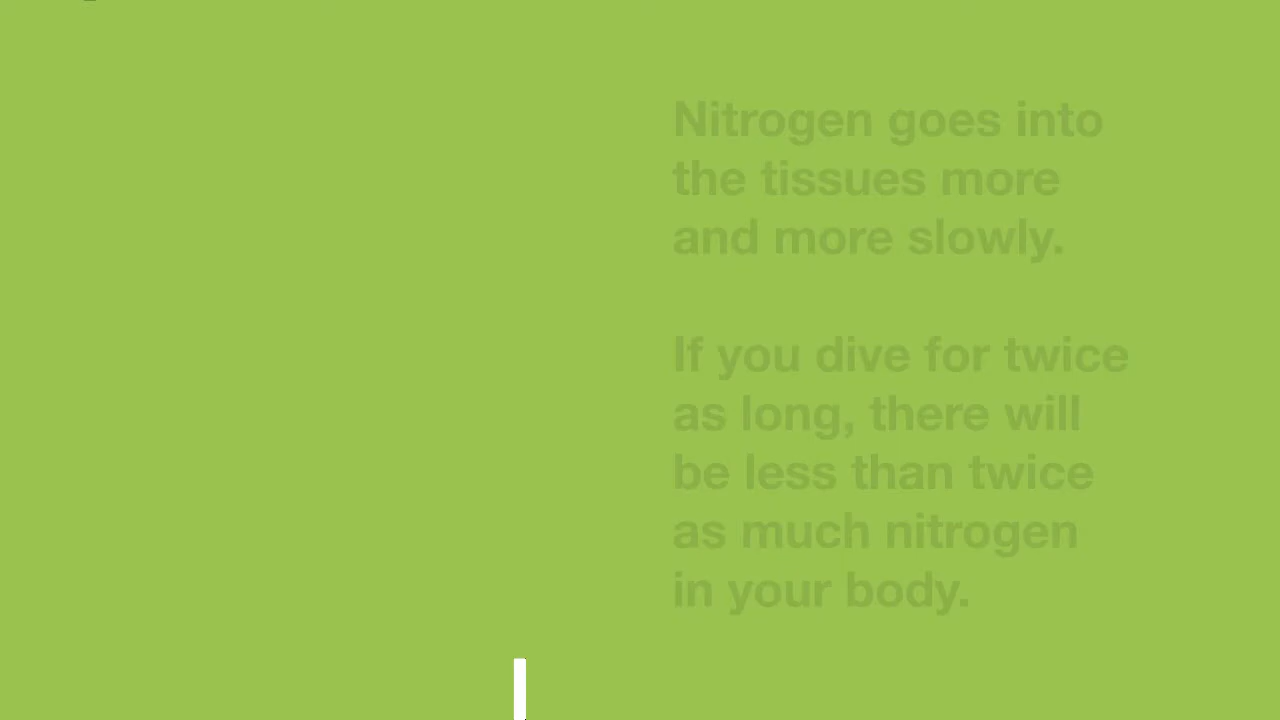 Nitrogen goes into
the tissues more
and more slowly.
If you dive for twice
as long, there will
be less than twice
as much nitrogen
in your body.